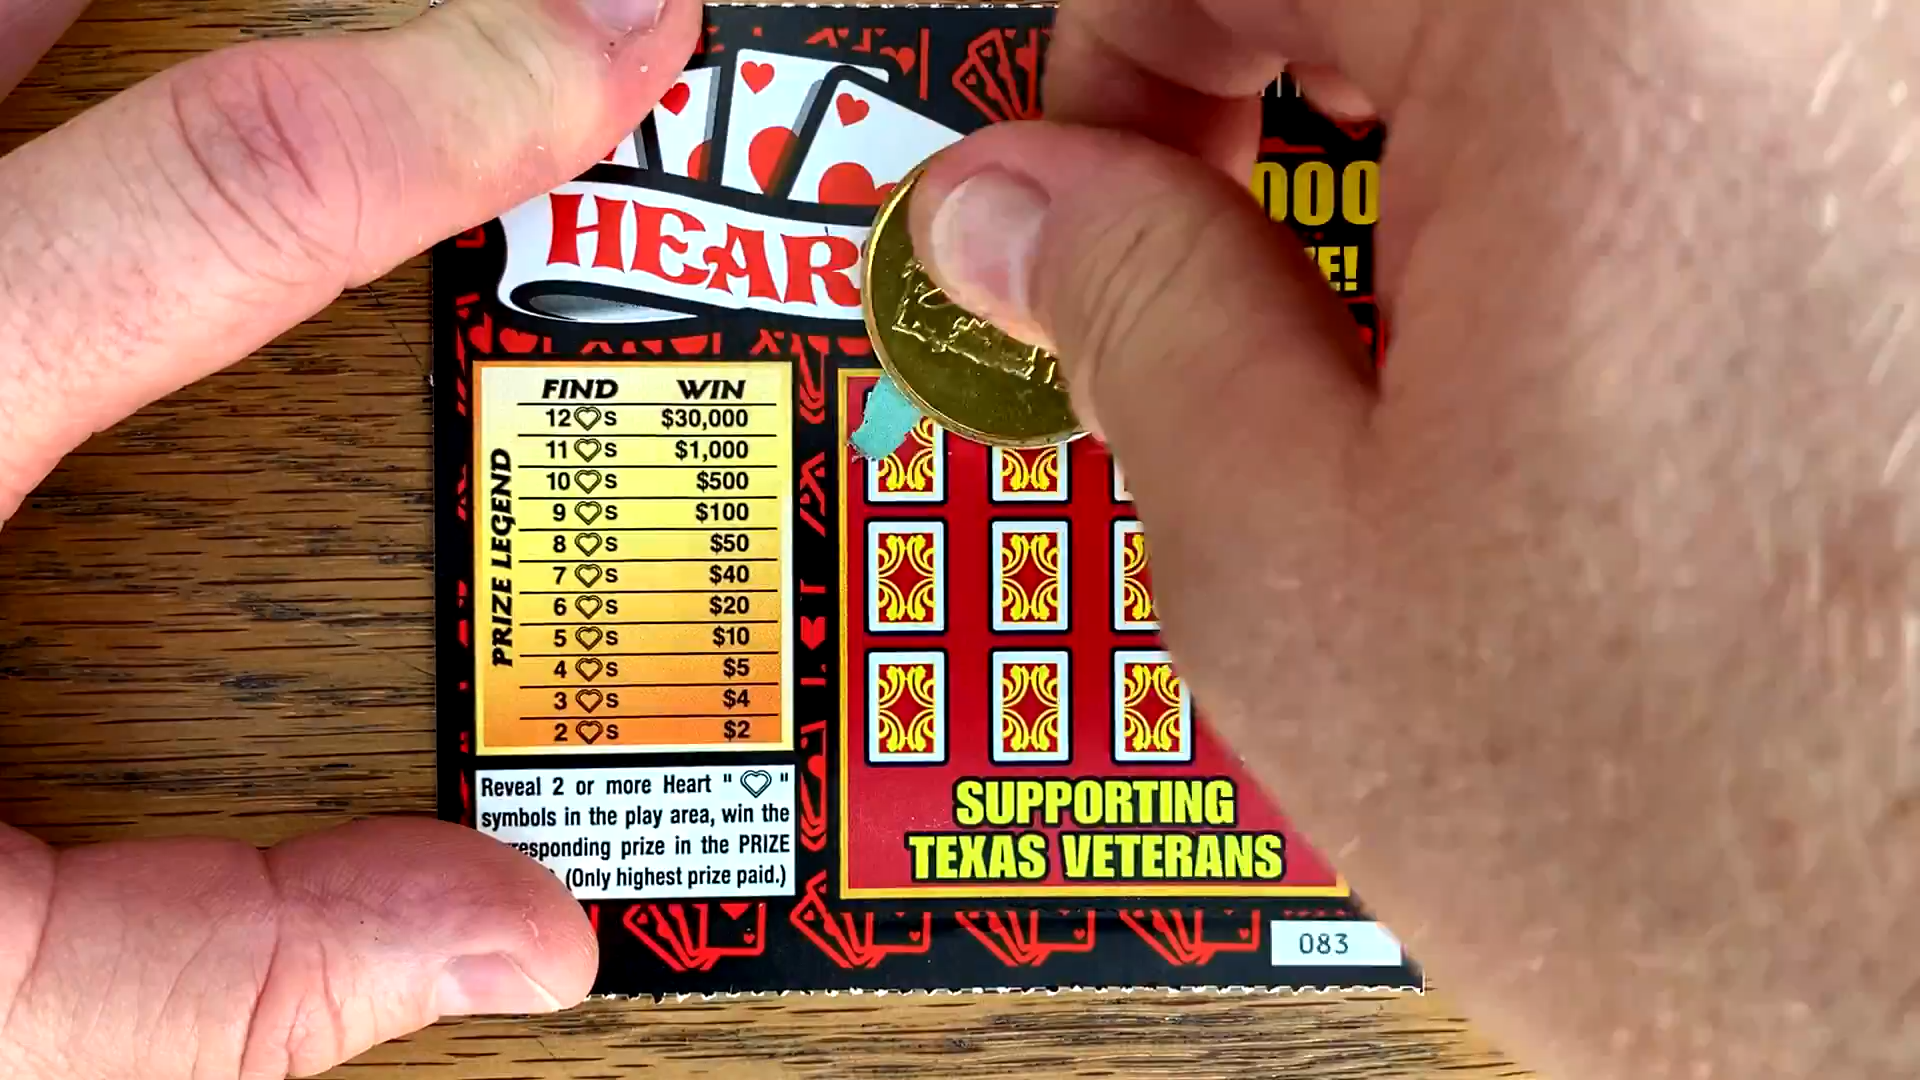 HEAR
000
E!
FIND WIN
12 ♡s $30,000
11 ♡s $1,000
10 ♡s $500
9 ♡s $100
8 ♡s $50
7 ♡s $40
6 ♡s $20
5 ♡s $10
4 ♡s $5
3 ♡s $4
2 ♡s $2
PRIZE LEGEND
Reveal 2 or more Heart "♡"
symbols in the play area, win the
responding prize in the PRIZE
(Only highest prize paid.)
SUPPORTING
TEXAS VETERANS
083